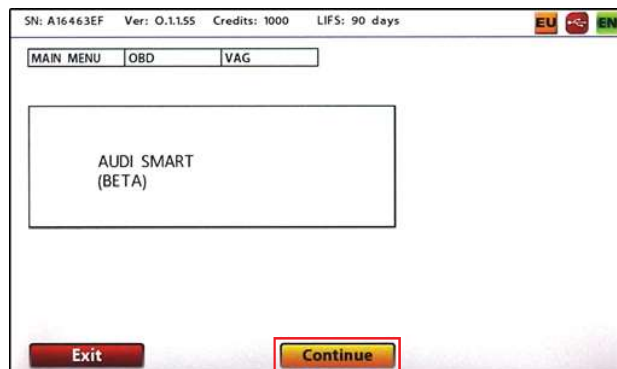 SN: A16463EF Ver: 0.1.1.55 Credits: 1000 LIFS: 90 days EU EN
MAIN MENU OBD VAG
AUDI SMART
(BETA)
Exit Continue